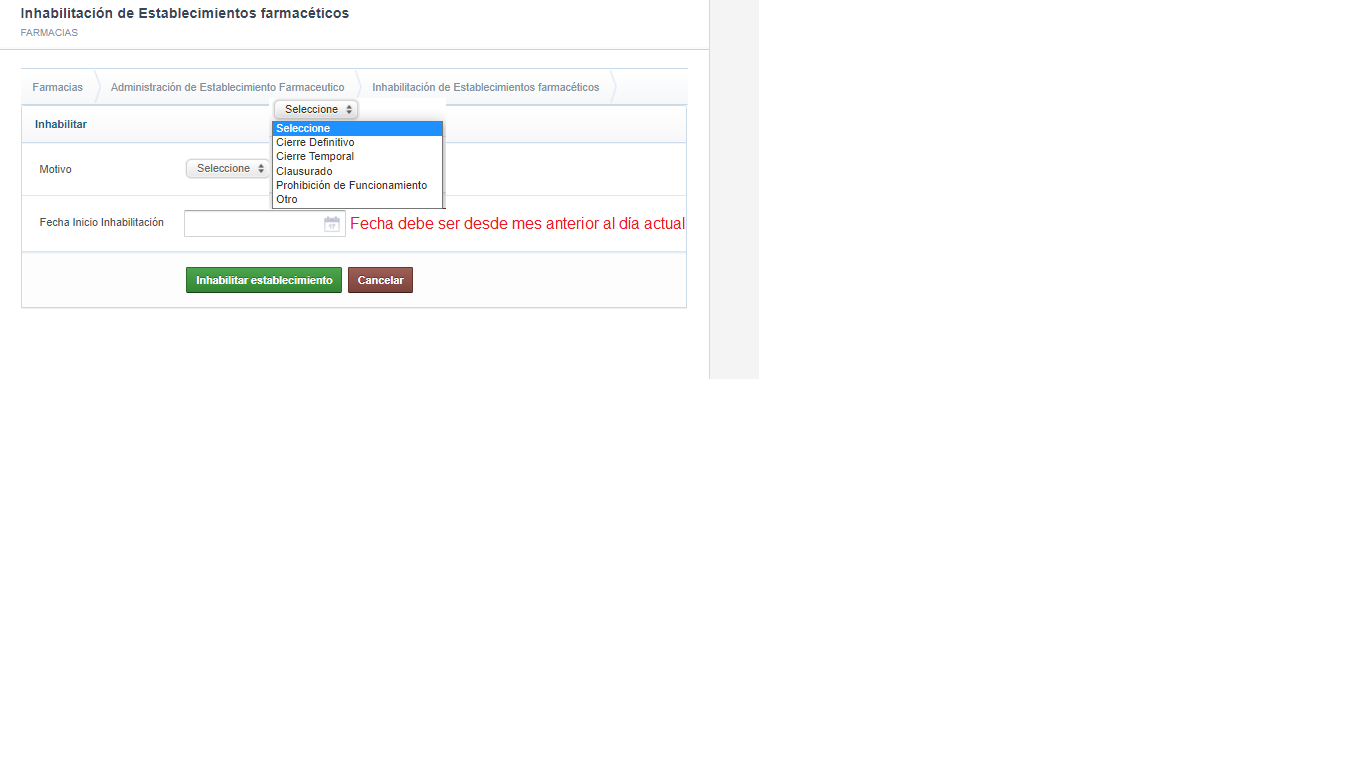 Inhabilitación de Establecimientos farmacéticos
FARMACIAS
Farmacias
Administración de Establecimiento Farmaceutico
Inhabilitación de Establecimientos farmacéticos
Seleccione
Inhabilitar
Seleccione
Cierre Definitivo
Cierre Temporal
Clausurado
Prohibición de Funcionamiento
Otro
Motivo
Seleccione
Fecha Inicio Inhabilitación
Fecha debe ser desde mes anterior al día actual
Inhabilitar establecimiento
Cancelar